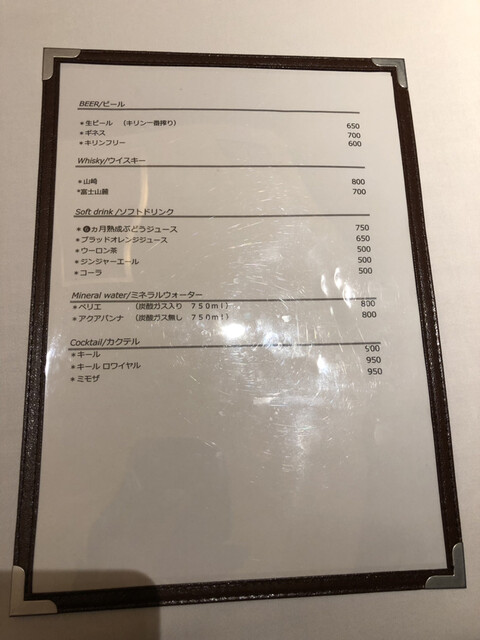 BEER/ビール
*生ビール （キリン一番搾り） 650
*ギネス 700
*キリンフリー 600
Whisky/ウイスキー
*山崎 800
*富士山麓 700
Soft drink /ソフトドリンク
*❻ヵ月熟成ぶどうジュース 750
*ブラッドオレンジジュース 650
*ウーロン茶 500
*ジンジャーエール 500
*コーラ 500
Mineral water/ミネラルウォーター
*ペリエ （炭酸ガス入り ７５０ｍｌ） 800
*アクアパンナ （炭酸ガス無し ７５０ｍｌ） 800
Cocktail/カクテル
*キール 900
*キール ロワイヤル 950
*ミモザ 950